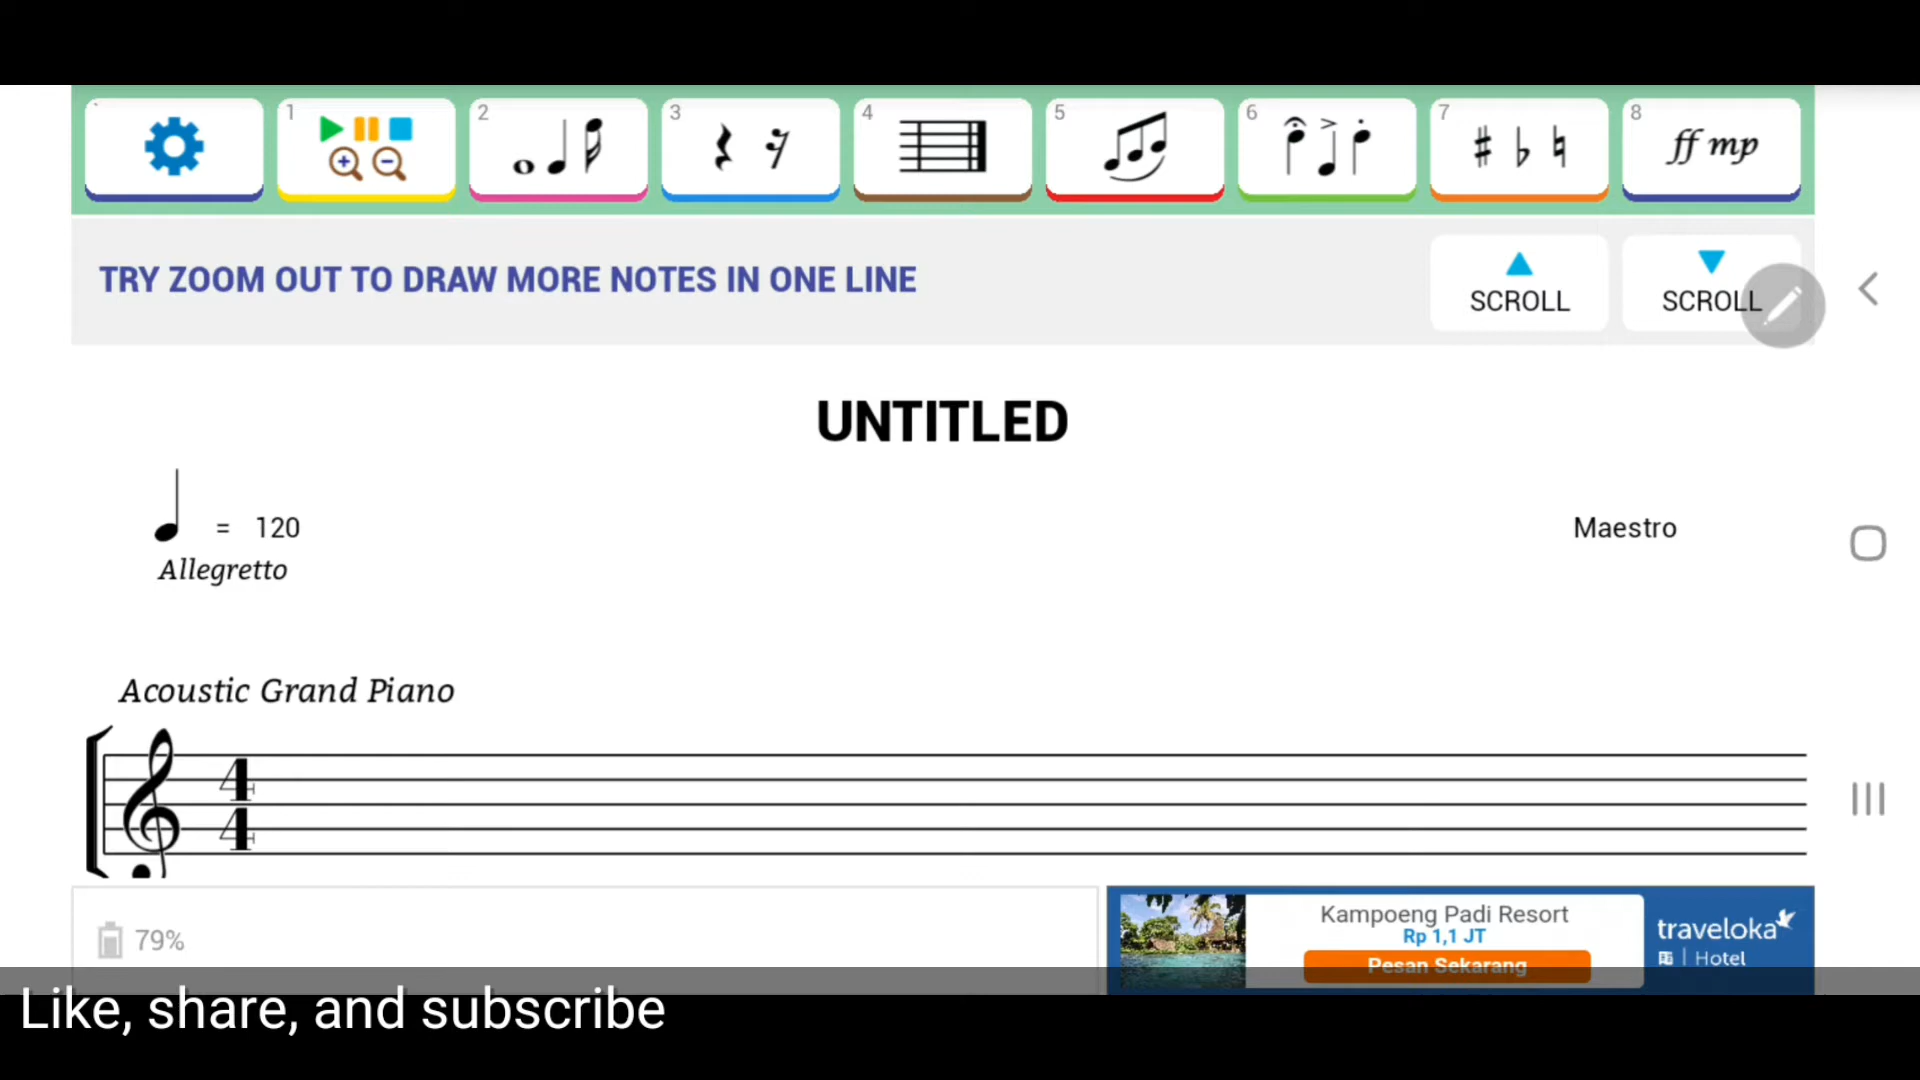 1
2
3
4
5
6
7
8
ff mp
TRY ZOOM OUT TO DRAW MORE NOTES IN ONE LINE
SCROLL
SCROLL
UNTITLED
= 120
Maestro
Allegretto
Acoustic Grand Piano
4
4
79%
Kampoeng Padi Resort
Rp 1,1 JT
Pesan Sekarang
traveloka
Hotel
Like, share, and subscribe